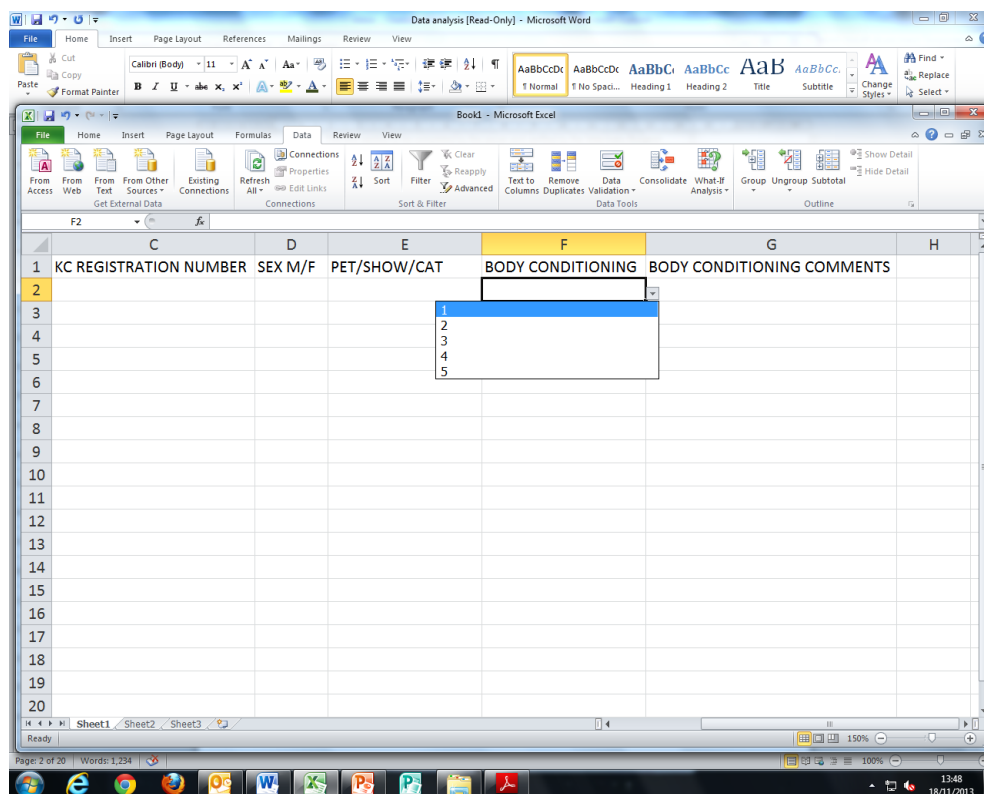 Data analysis [Read-Only] - Microsoft Word
File Home Insert Page Layout References Mailings Review View
Cut
Copy
Paste
Format Painter
Calibri (Body) 11
AaBbCcDc AaBbCcDc AaBbC AaBbCc AaB AaBbCc.
¶ Normal ¶ No Spaci... Heading 1 Heading 2 Title Subtitle
Change Styles
Find
Replace
Select
Book1 - Microsoft Excel
File Home Insert Page Layout Formulas Data Review View
From Access From Web From Text From Other Sources Existing Connections
Get External Data
Refresh All
Connections
Properties
Edit Links
Connections
Sort Filter
Clear
Reapply
Advanced
Sort & Filter
Text to Columns Remove Duplicates Data Validation Consolidate What-If Analysis
Data Tools
Group Ungroup Subtotal
Show Detail
Hide Detail
Outline
F2 fx
C D E F G H
1 KC REGISTRATION NUMBER SEX M/F PET/SHOW/CAT BODY CONDITIONING BODY CONDITIONING COMMENTS
2
1
2
3
4
5
3
4
5
6
7
8
9
10
11
12
13
14
15
16
17
18
19
20
Sheet1 Sheet2 Sheet3
Ready 150%
Page: 2 of 20 Words: 1,234 100%
13:48
18/11/2013